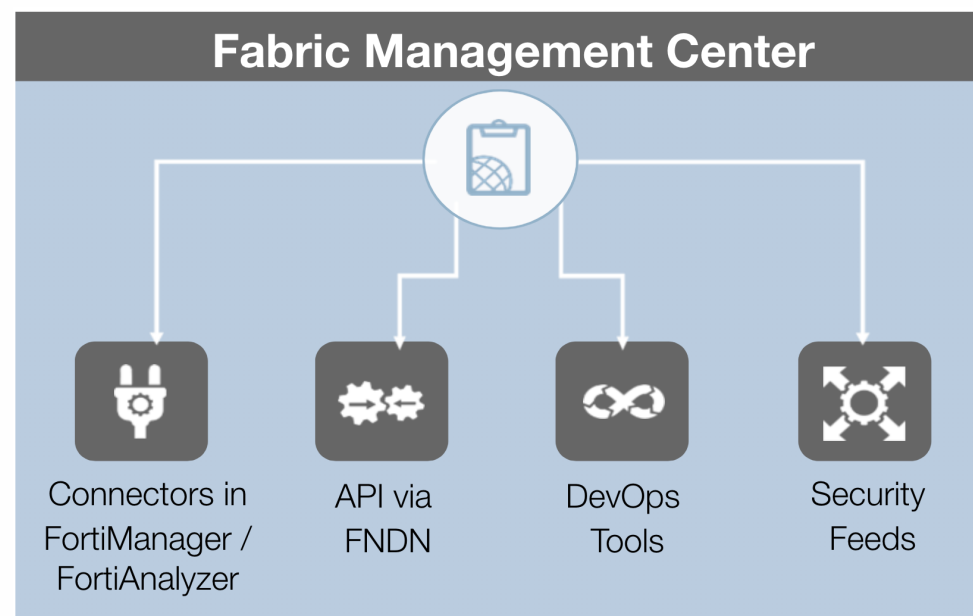 Fabric Management Center
Connectors in
FortiManager /
FortiAnalyzer
API via
FNDN
DevOps
Tools
Security
Feeds